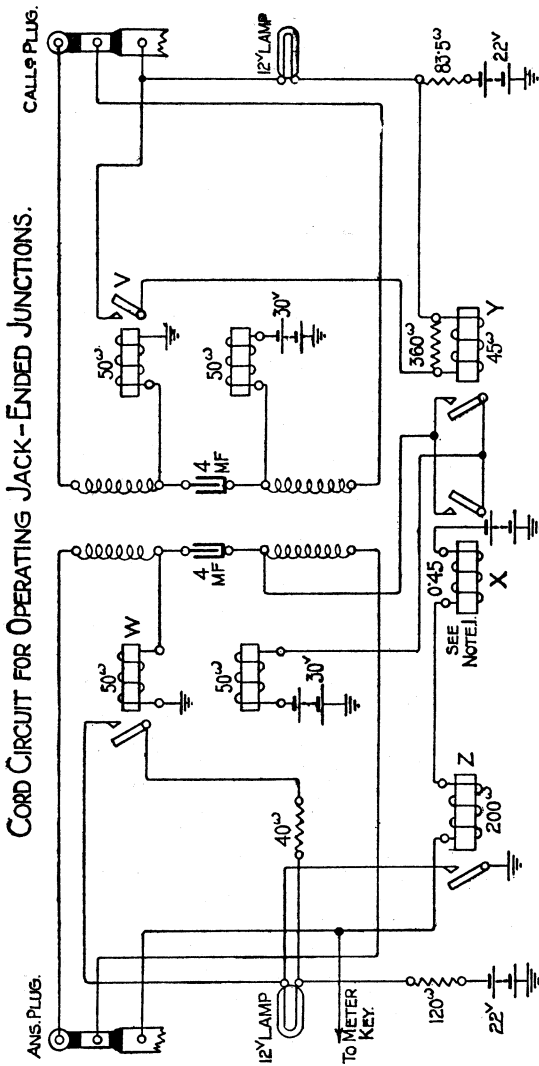 CORD CIRCUIT FOR OPERATING JACK-ENDED JUNCTIONS.
ANS. PLUG.
CALLG PLUG.
50ω
W
50ω
V
4
MF
4
MF
50ω
30V
50ω
30V
12V LAMP
12V LAMP
40ω
TO METER
KEY.
120ω
22V
Z
200ω
SEE
NOTE.1.
0·45
X
360ω
45ω
Y
83·5ω
22V